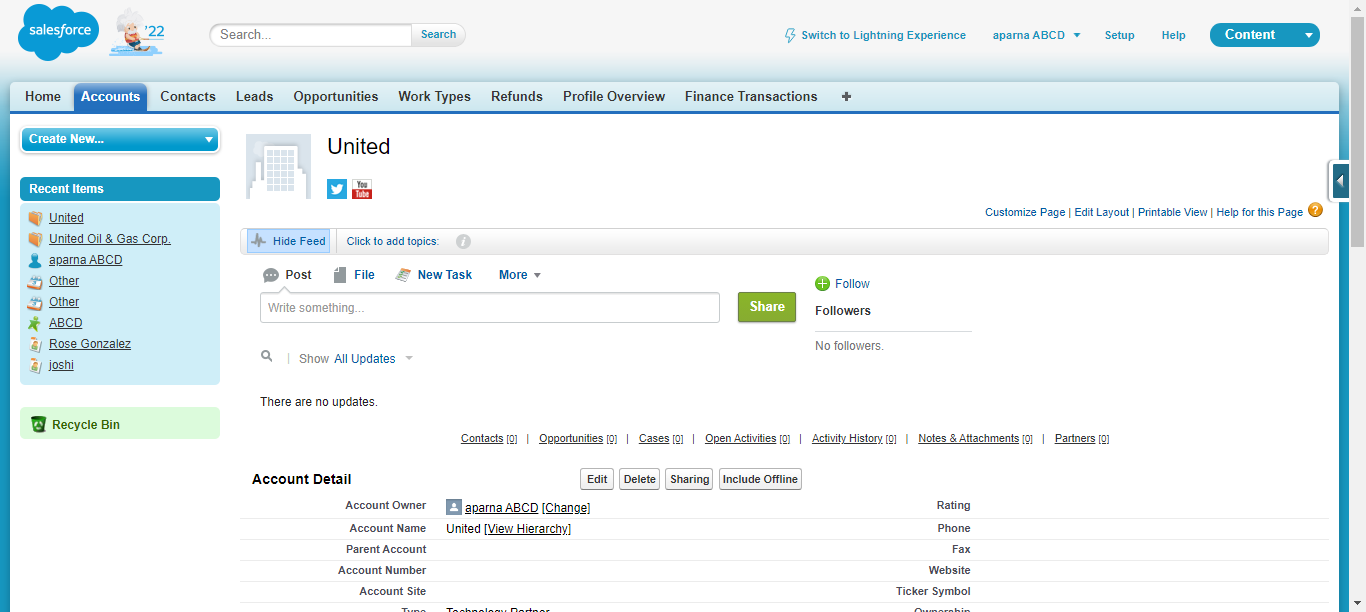 salesforce
'22
Search...
Search
Switch to Lightning Experience
aparna ABCD
Setup
Help
Content
Home
Accounts
Contacts
Leads
Opportunities
Work Types
Refunds
Profile Overview
Finance Transactions
+
Create New...
Recent Items
United
United Oil & Gas Corp.
aparna ABCD
Other
Other
ABCD
Rose Gonzalez
joshi
Recycle Bin
United
You Tube
Customize Page | Edit Layout | Printable View | Help for this Page ?
Hide Feed
Click to add topics:
i
Post
File
New Task
More
Write something...
Share
Follow
Followers
No followers.
| Show All Updates
There are no updates.
Contacts [0] | Opportunities [0] | Cases [0] | Open Activities [0] | Activity History [0] | Notes & Attachments [0] | Partners [0]
Account Detail
Edit
Delete
Sharing
Include Offline
Account Owner aparna ABCD [Change] Rating
Account Name United [View Hierarchy] Phone
Parent Account Fax
Account Number Website
Account Site Ticker Symbol
Type Technology Partner Ownership